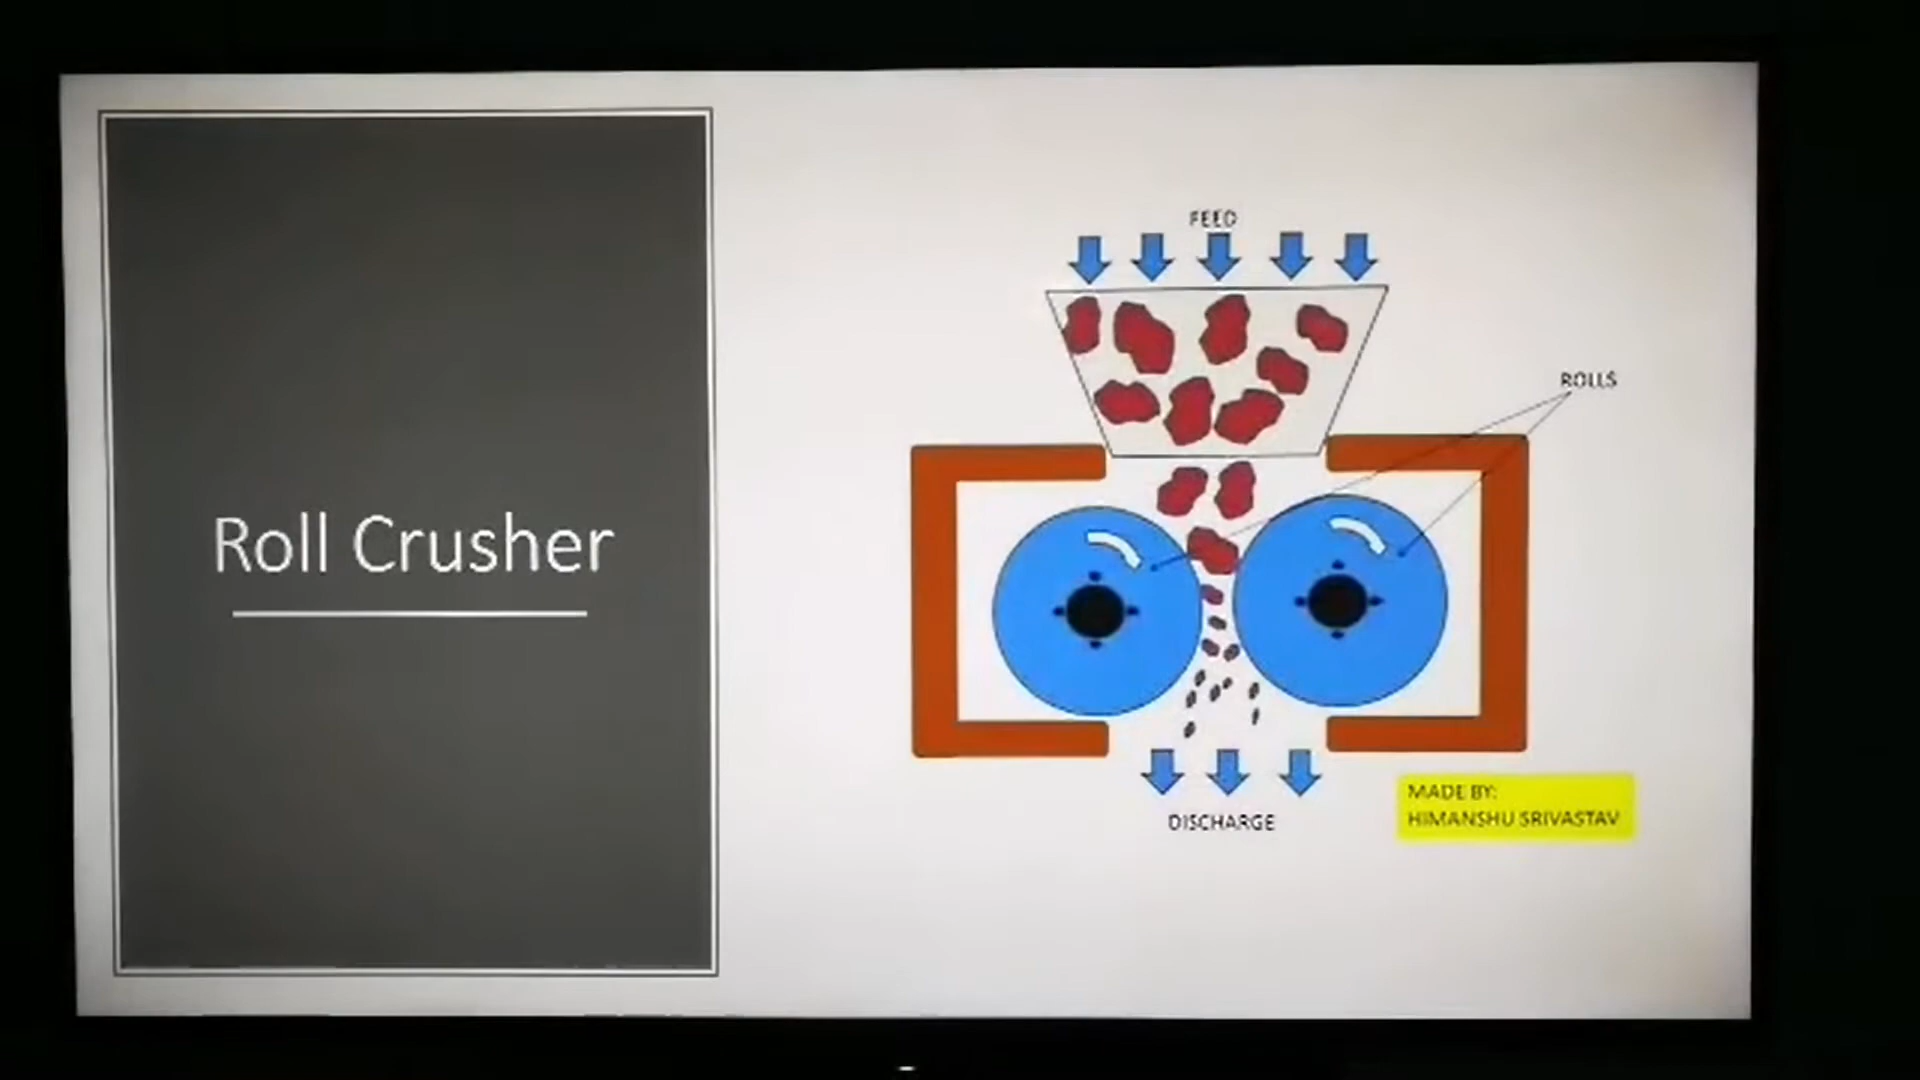 Roll Crusher
FEED
ROLLS
DISCHARGE
MADE BY:
HIMANSHU SRIVASTAV